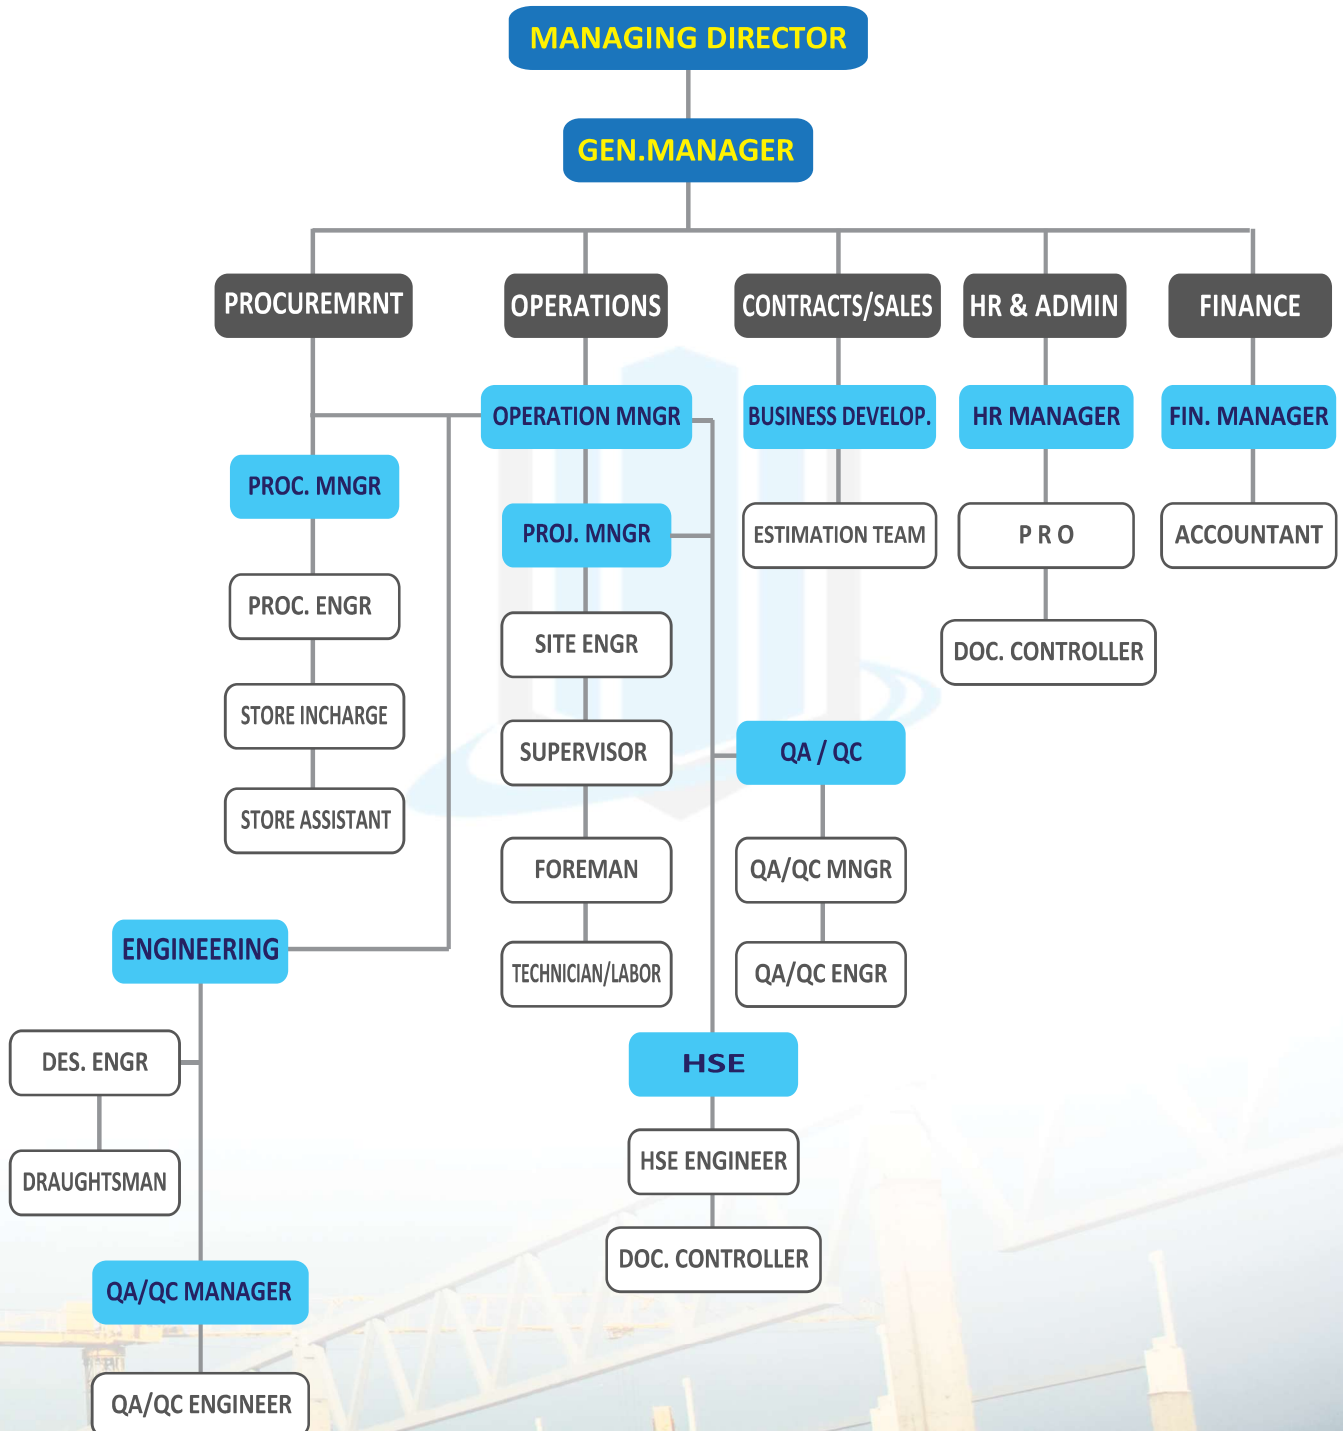 MANAGING DIRECTOR
GEN.MANAGER
PROCUREMRNT
OPERATIONS
CONTRACTS/SALES
HR & ADMIN
FINANCE
OPERATION MNGR
BUSINESS DEVELOP.
HR MANAGER
FIN. MANAGER
PROC. MNGR
PROJ. MNGR
ESTIMATION TEAM
P R O
ACCOUNTANT
PROC. ENGR
SITE ENGR
DOC. CONTROLLER
STORE INCHARGE
SUPERVISOR
QA / QC
STORE ASSISTANT
FOREMAN
QA/QC MNGR
ENGINEERING
TECHNICIAN/LABOR
QA/QC ENGR
DES. ENGR
HSE
DRAUGHTSMAN
HSE ENGINEER
DOC. CONTROLLER
QA/QC MANAGER
QA/QC ENGINEER